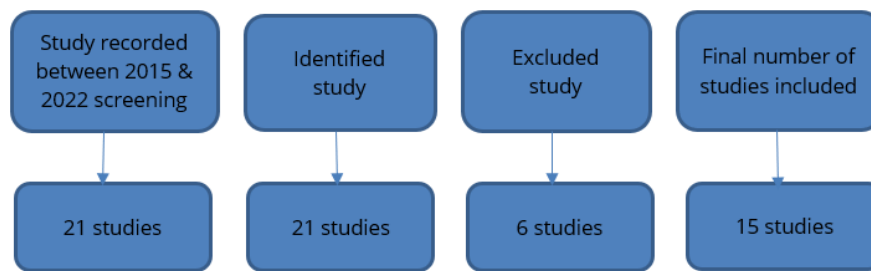 Study recorded
between 2015 &
2022 screening
Identified
study
Excluded
study
Final number of
studies included
21 studies
21 studies
6 studies
15 studies